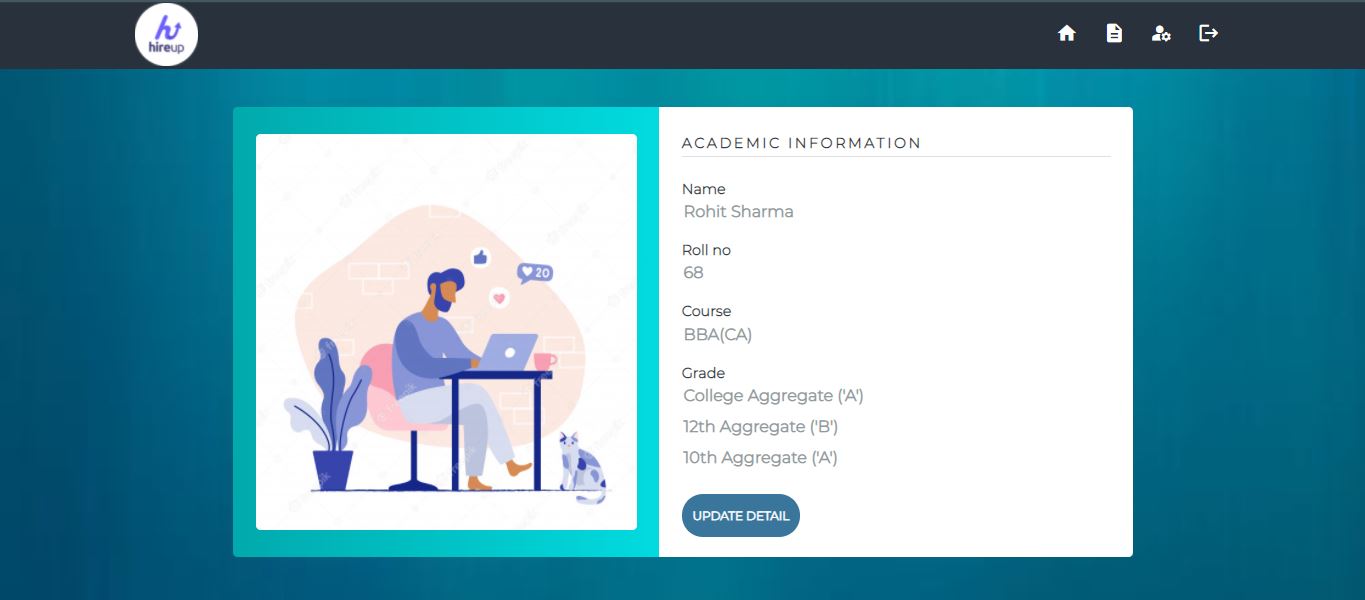 hireup
20
ACADEMIC INFORMATION
Name
Rohit Sharma
Roll no
68
Course
BBA(CA)
Grade
College Aggregate ('A')
12th Aggregate ('B')
10th Aggregate ('A')
UPDATE DETAIL